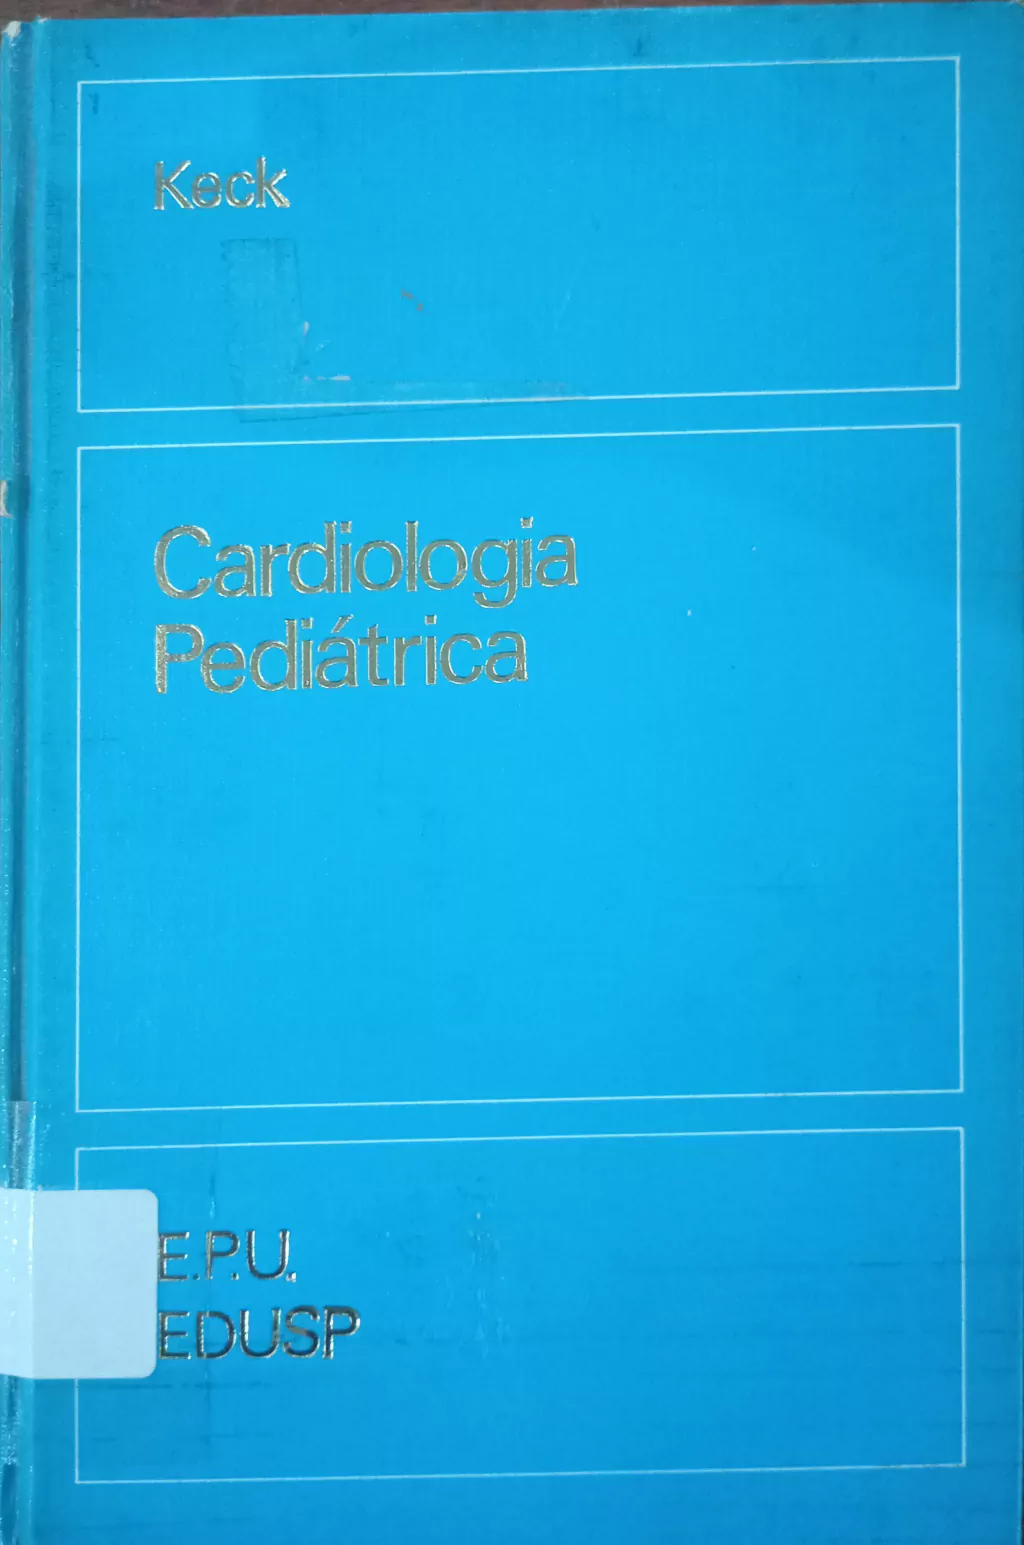 Keck
Cardiologia
Pediátrica
E.P.U.
EDUSP